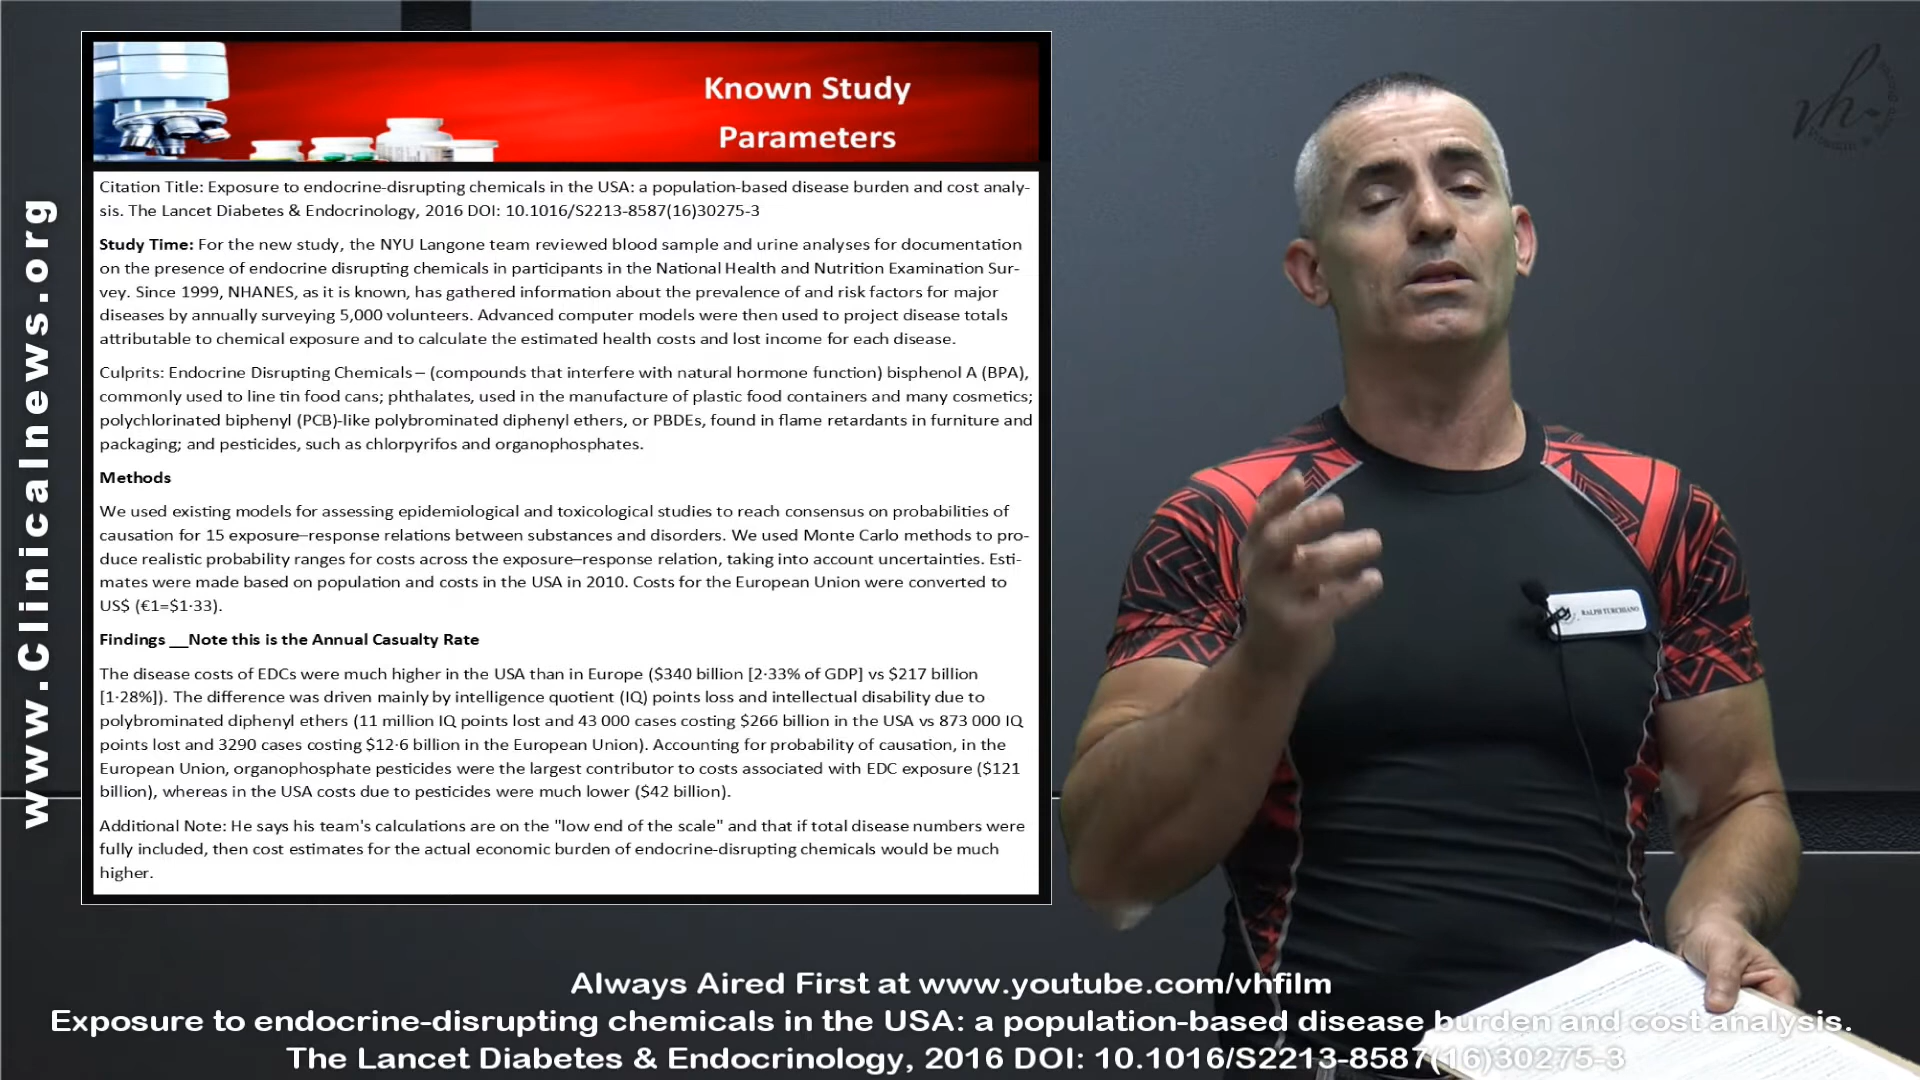 www.Clinicalnews.org
Known Study
Parameters
Citation Title: Exposure to endocrine-disrupting chemicals in the USA: a population-based disease burden and cost analy-
sis. The Lancet Diabetes & Endocrinology, 2016 DOI: 10.1016/S2213-8587(16)30275-3
Study Time: For the new study, the NYU Langone team reviewed blood sample and urine analyses for documentation
on the presence of endocrine disrupting chemicals in participants in the National Health and Nutrition Examination Sur-
vey. Since 1999, NHANES, as it is known, has gathered information about the prevalence of and risk factors for major
diseases by annually surveying 5,000 volunteers. Advanced computer models were then used to project disease totals
attributable to chemical exposure and to calculate the estimated health costs and lost income for each disease.
Culprits: Endocrine Disrupting Chemicals – (compounds that interfere with natural hormone function) bisphenol A (BPA),
commonly used to line tin food cans; phthalates, used in the manufacture of plastic food containers and many cosmetics;
polychlorinated biphenyl (PCB)-like polybrominated diphenyl ethers, or PBDEs, found in flame retardants in furniture and
packaging; and pesticides, such as chlorpyrifos and organophosphates.
Methods
We used existing models for assessing epidemiological and toxicological studies to reach consensus on probabilities of
causation for 15 exposure–response relations between substances and disorders. We used Monte Carlo methods to pro-
duce realistic probability ranges for costs across the exposure–response relation, taking into account uncertainties. Esti-
mates were made based on population and costs in the USA in 2010. Costs for the European Union were converted to
US$ (€1=$1·33).
Findings __Note this is the Annual Casualty Rate
The disease costs of EDCs were much higher in the USA than in Europe ($340 billion [2·33% of GDP] vs $217 billion
[1·28%]). The difference was driven mainly by intelligence quotient (IQ) points loss and intellectual disability due to
polybrominated diphenyl ethers (11 million IQ points lost and 43 000 cases costing $266 billion in the USA vs 873 000 IQ
points lost and 3290 cases costing $12·6 billion in the European Union). Accounting for probability of causation, in the
European Union, organophosphate pesticides were the largest contributor to costs associated with EDC exposure ($121
billion), whereas in the USA costs due to pesticides were much lower ($42 billion).
Additional Note: He says his team's calculations are on the "low end of the scale" and that if total disease numbers were
fully included, then cost estimates for the actual economic burden of endocrine-disrupting chemicals would be much
higher.
vh
RALPH TURCHIANO
Always Aired First at www.youtube.com/vhfilm
Exposure to endocrine-disrupting chemicals in the USA: a population-based disease burden and cost analysis.
The Lancet Diabetes & Endocrinology, 2016 DOI: 10.1016/S2213-8587(16)30275-3